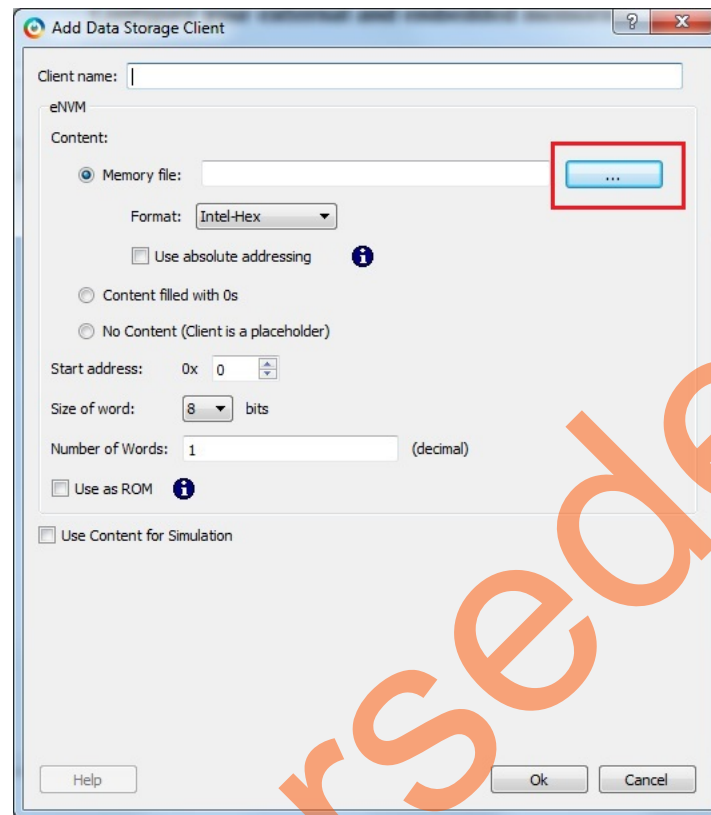 Add Data Storage Client
Client name:
eNVM
Content:
Memory file:
...
Format: Intel-Hex
Use absolute addressing
Content filled with 0s
No Content (Client is a placeholder)
Start address: 0x 0
Size of word: 8 bits
Number of Words: 1 (decimal)
Use as ROM
Use Content for Simulation
Help Ok Cancel